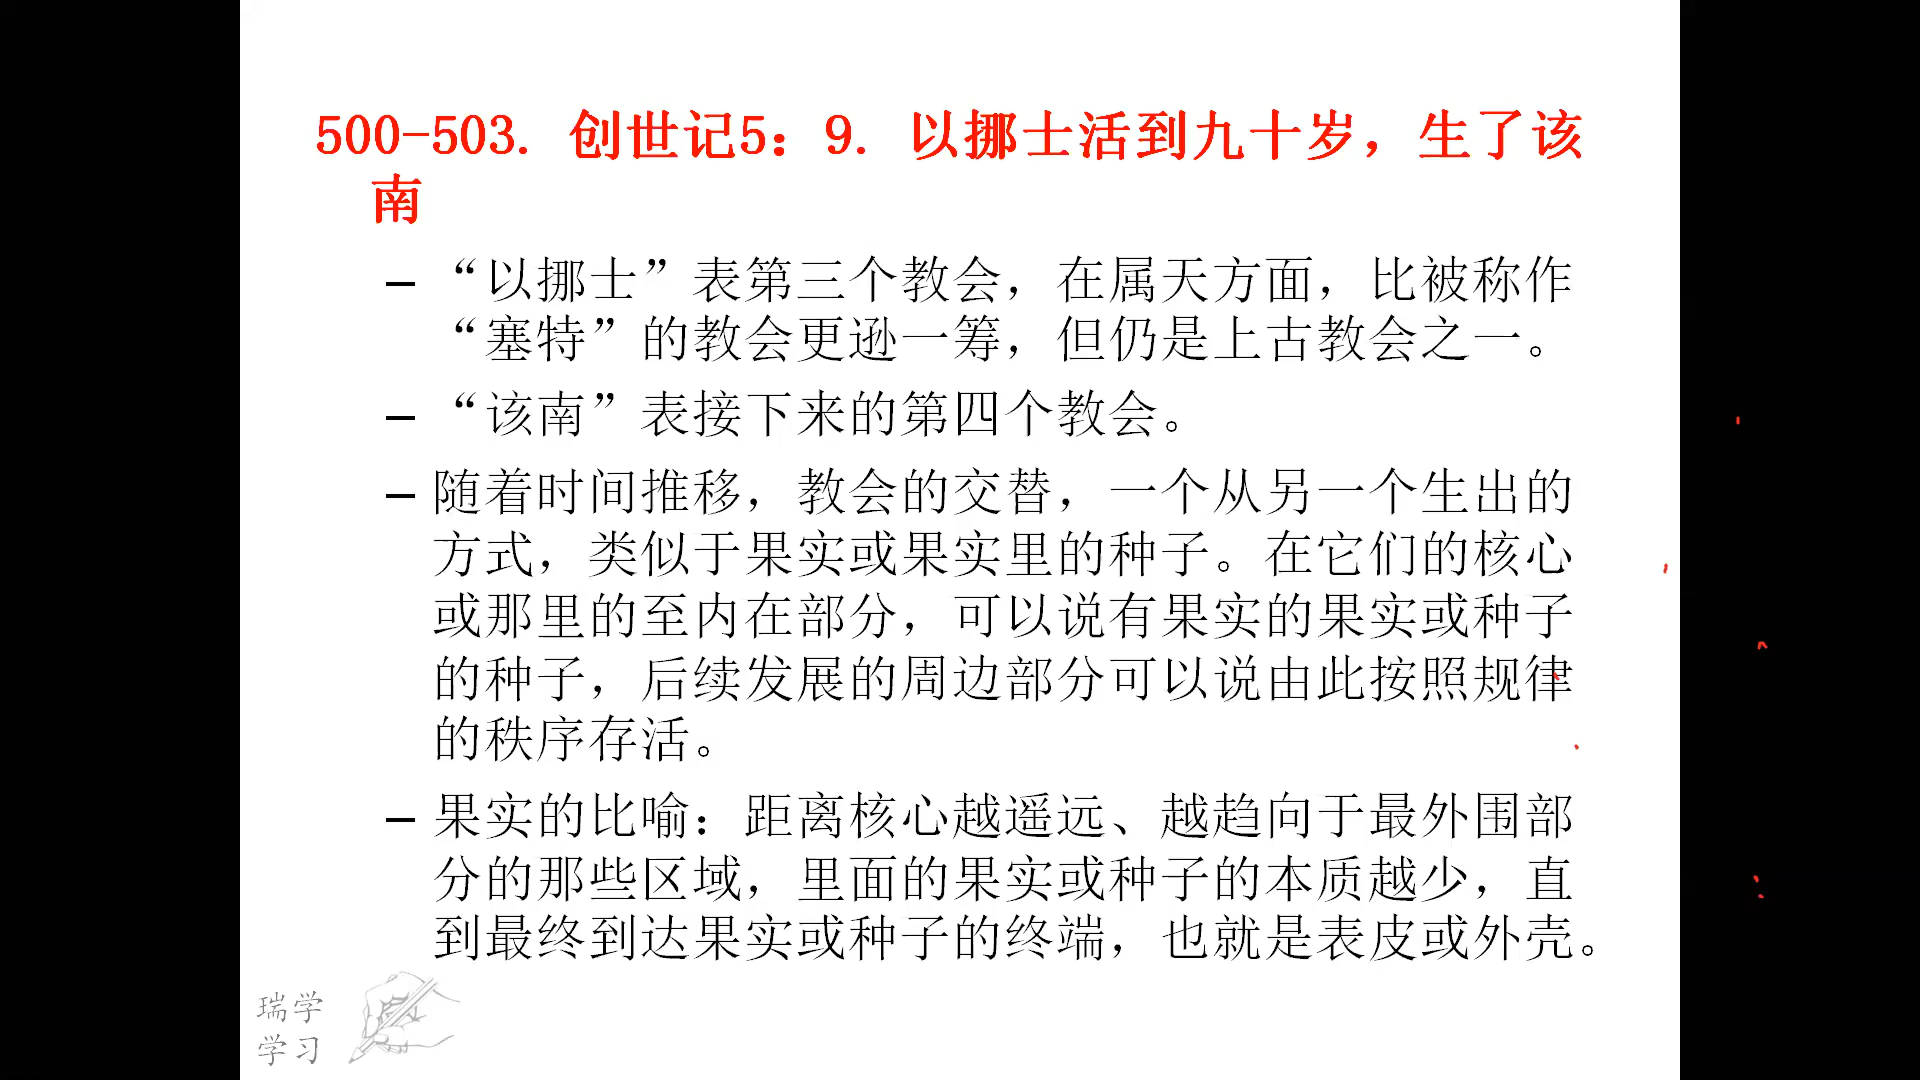 500-503. 创世记5：9. 以挪士活到九十岁，生了该
南
– “以挪士”表第三个教会，在属天方面，比被称作
“塞特”的教会更逊一筹，但仍是上古教会之一。
– “该南”表接下来的第四个教会。
– 随着时间推移，教会的交替，一个从另一个生出的
方式，类似于果实或果实里的种子。在它们的核心
或那里的至内在部分，可以说有果实的果实或种子
的种子，后续发展的周边部分可以说由此按照规律
的秩序存活。
– 果实的比喻：距离核心越遥远、越趋向于最外围部
分的那些区域，里面的果实或种子的本质越少，直
到最终到达果实或种子的终端，也就是表皮或外壳。
瑞学
学习